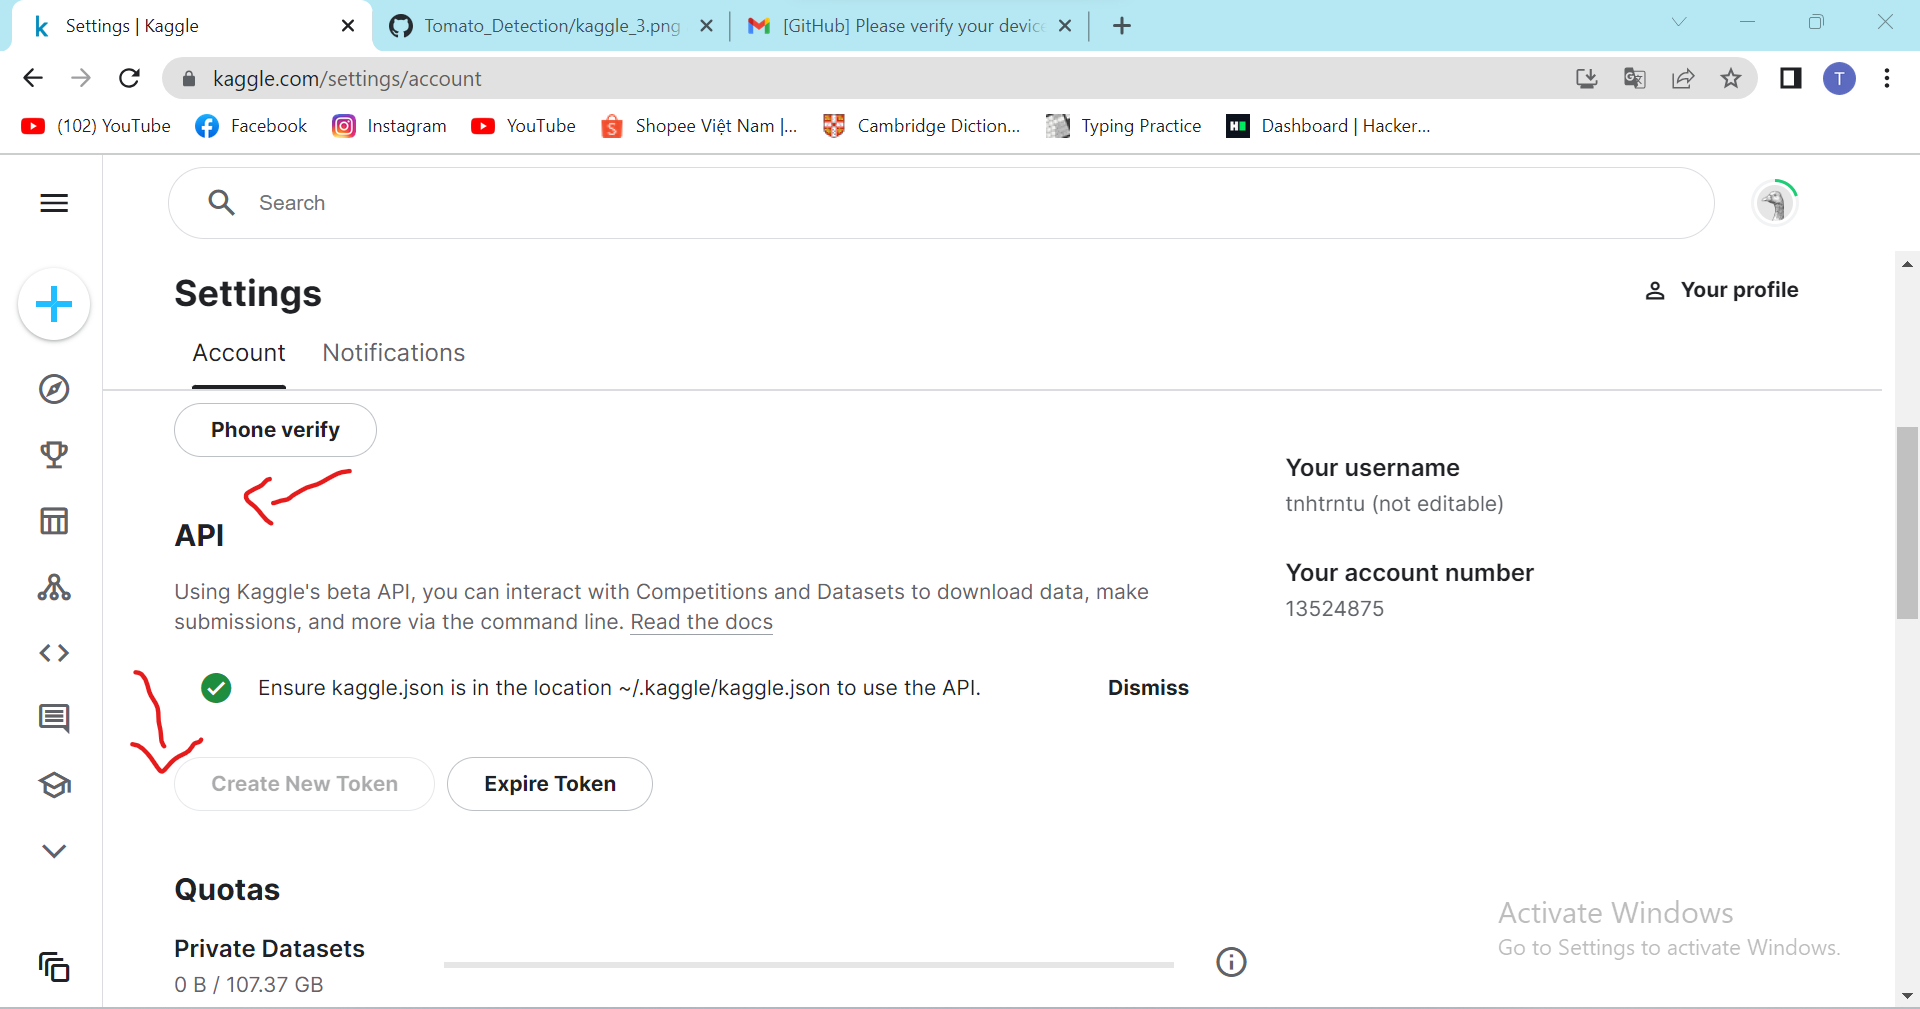 k Settings | Kaggle
Tomato_Detection/kaggle_3.png
[GitHub] Please verify your device
kaggle.com/settings/account
T
(102) YouTube
Facebook
Instagram
YouTube
Shopee Việt Nam |...
Cambridge Diction...
Typing Practice
Dashboard | Hacker...
Search
Settings
Your profile
Account
Notifications
Phone verify
API
Using Kaggle's beta API, you can interact with Competitions and Datasets to download data, make
submissions, and more via the command line. Read the docs
Ensure kaggle.json is in the location ~/.kaggle/kaggle.json to use the API.
Dismiss
Create New Token
Expire Token
Your username
tnhtrntu (not editable)
Your account number
13524875
Quotas
Private Datasets
0 B / 107.37 GB
Activate Windows
Go to Settings to activate Windows.